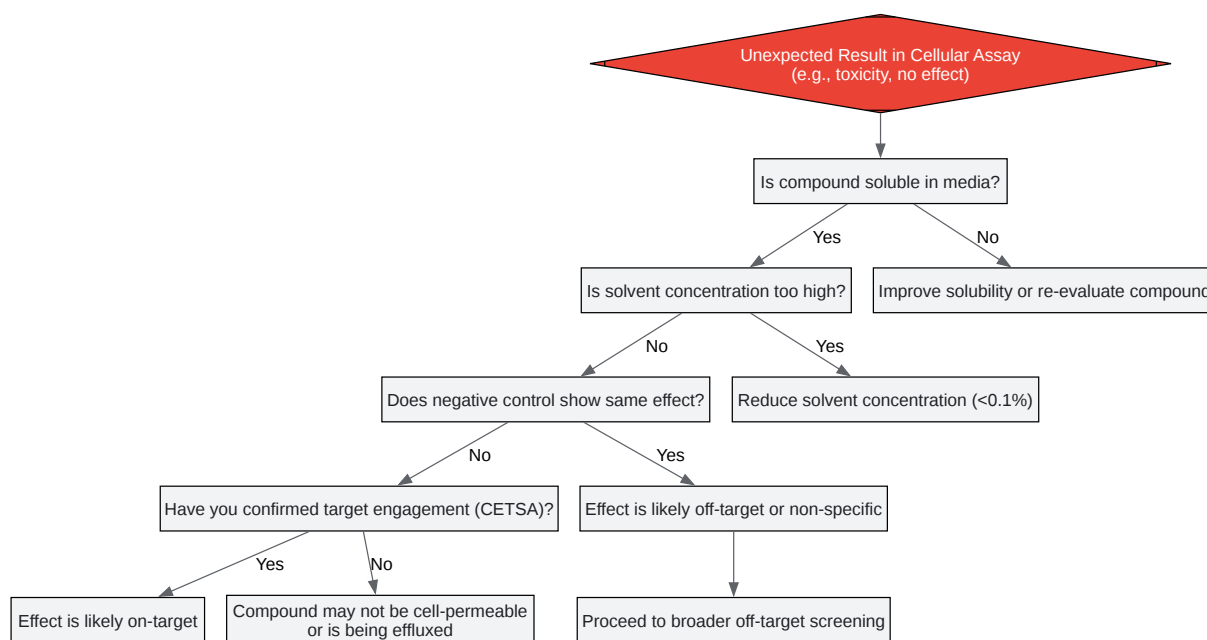 Unexpected Result in Cellular Assay
(e.g., toxicity, no effect)
Is compound soluble in media?
Yes
No
Is solvent concentration too high?
Improve solubility or re-evaluate compound
No
Yes
Does negative control show same effect?
Reduce solvent concentration (<0.1%)
No
Yes
Have you confirmed target engagement (CETSA)?
Effect is likely off-target or non-specific
Yes
No
Effect is likely on-target
Compound may not be cell-permeable
or is being effluxed
Proceed to broader off-target screening